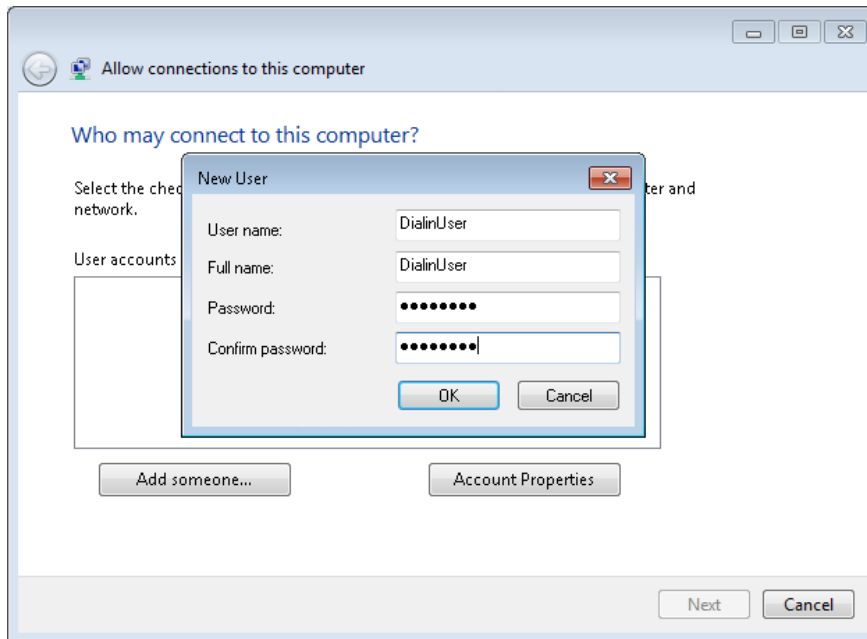 Allow connections to this computer
Who may connect to this computer?
New User
Select the chec
ter and
network.
User name:
DialinUser
User accounts
Full name:
DialinUser
Password:
●●●●●●●●
Confirm password:
●●●●●●●●
OK
Cancel
Add someone...
Account Properties
Next
Cancel